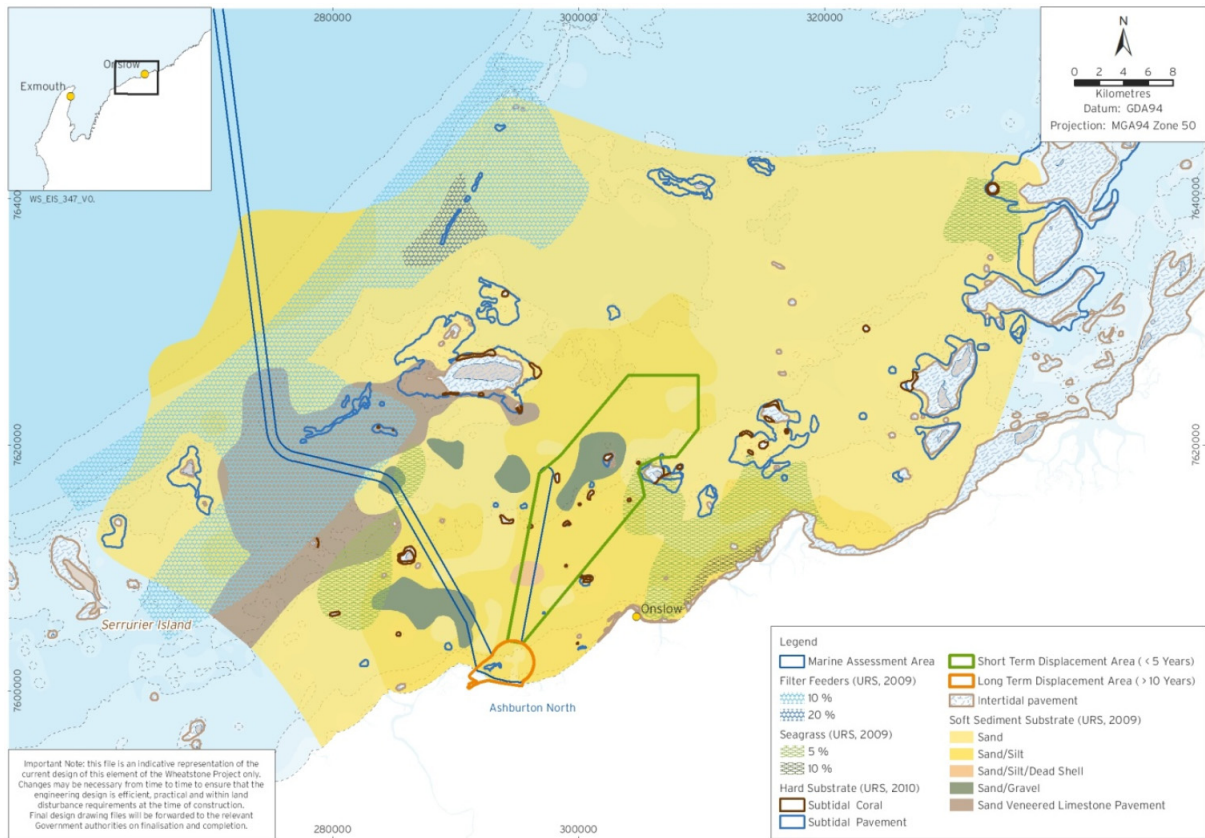 280000
300000
320000
Onslow
Exmouth
WS_EIS_347_V0.
N
0 2 4 6 8
Kilometres
Datum: GDA94
Projection: MGA94 Zone 50
7640000
7640000
7620000
7620000
7600000
Serrurier Island
Onslow
Ashburton North
Legend
Marine Assessment Area
Filter Feeders (URS, 2009)
10 %
20 %
Seagrass (URS, 2009)
5 %
10 %
Hard Substrate (URS, 2010)
Subtidal Coral
Subtidal Pavement
Short Term Displacement Area ( < 5 Years)
Long Term Displacement Area ( > 10 Years)
Intertidal pavement
Soft Sediment Substrate (URS, 2009)
Sand
Sand/Silt
Sand/Silt/Dead Shell
Sand/Gravel
Sand Veneered Limestone Pavement
Important Note: this file is an indicative representation of the
current design of this element of the Wheatstone Project only.
Changes may be necessary from time to time to ensure that the
engineering design is efficient, practical and within land
disturbance requirements at the time of construction.
Final design drawing files will be forwarded to the relevant
Government authorities on finalisation and completion.
280000
300000